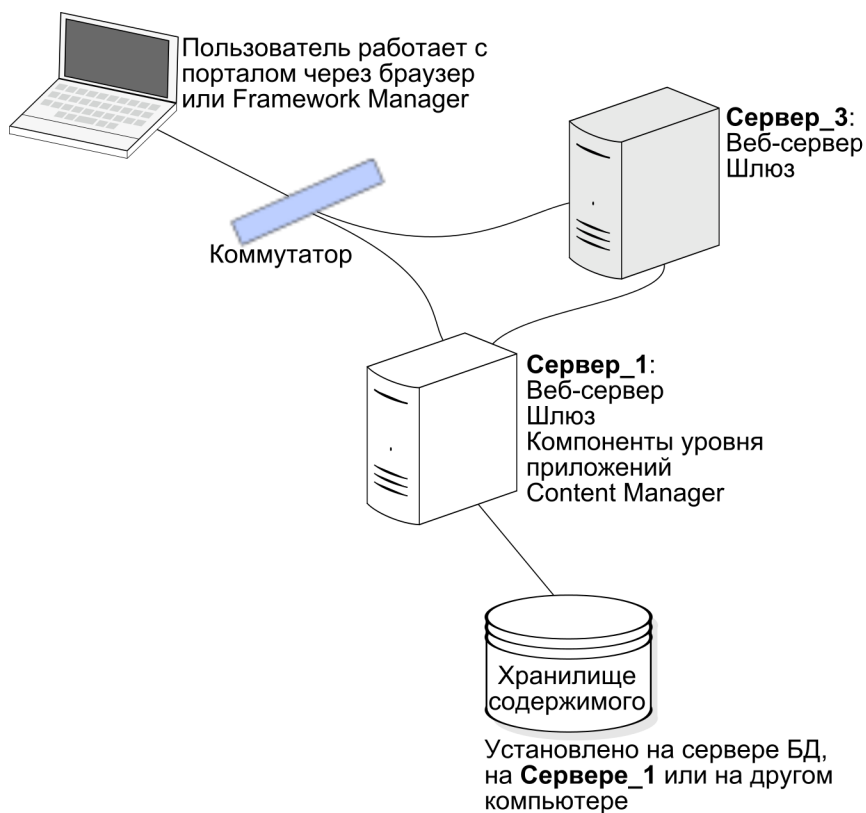 Пользователь работает с
порталом через браузер
или Framework Manager
Сервер_3:
Веб-сервер
Шлюз
Коммутатор
Сервер_1:
Веб-сервер
Шлюз
Компоненты уровня
приложений
Content Manager
Хранилище
содержимого
Установлено на сервере БД,
на Сервере_1 или на другом
компьютере